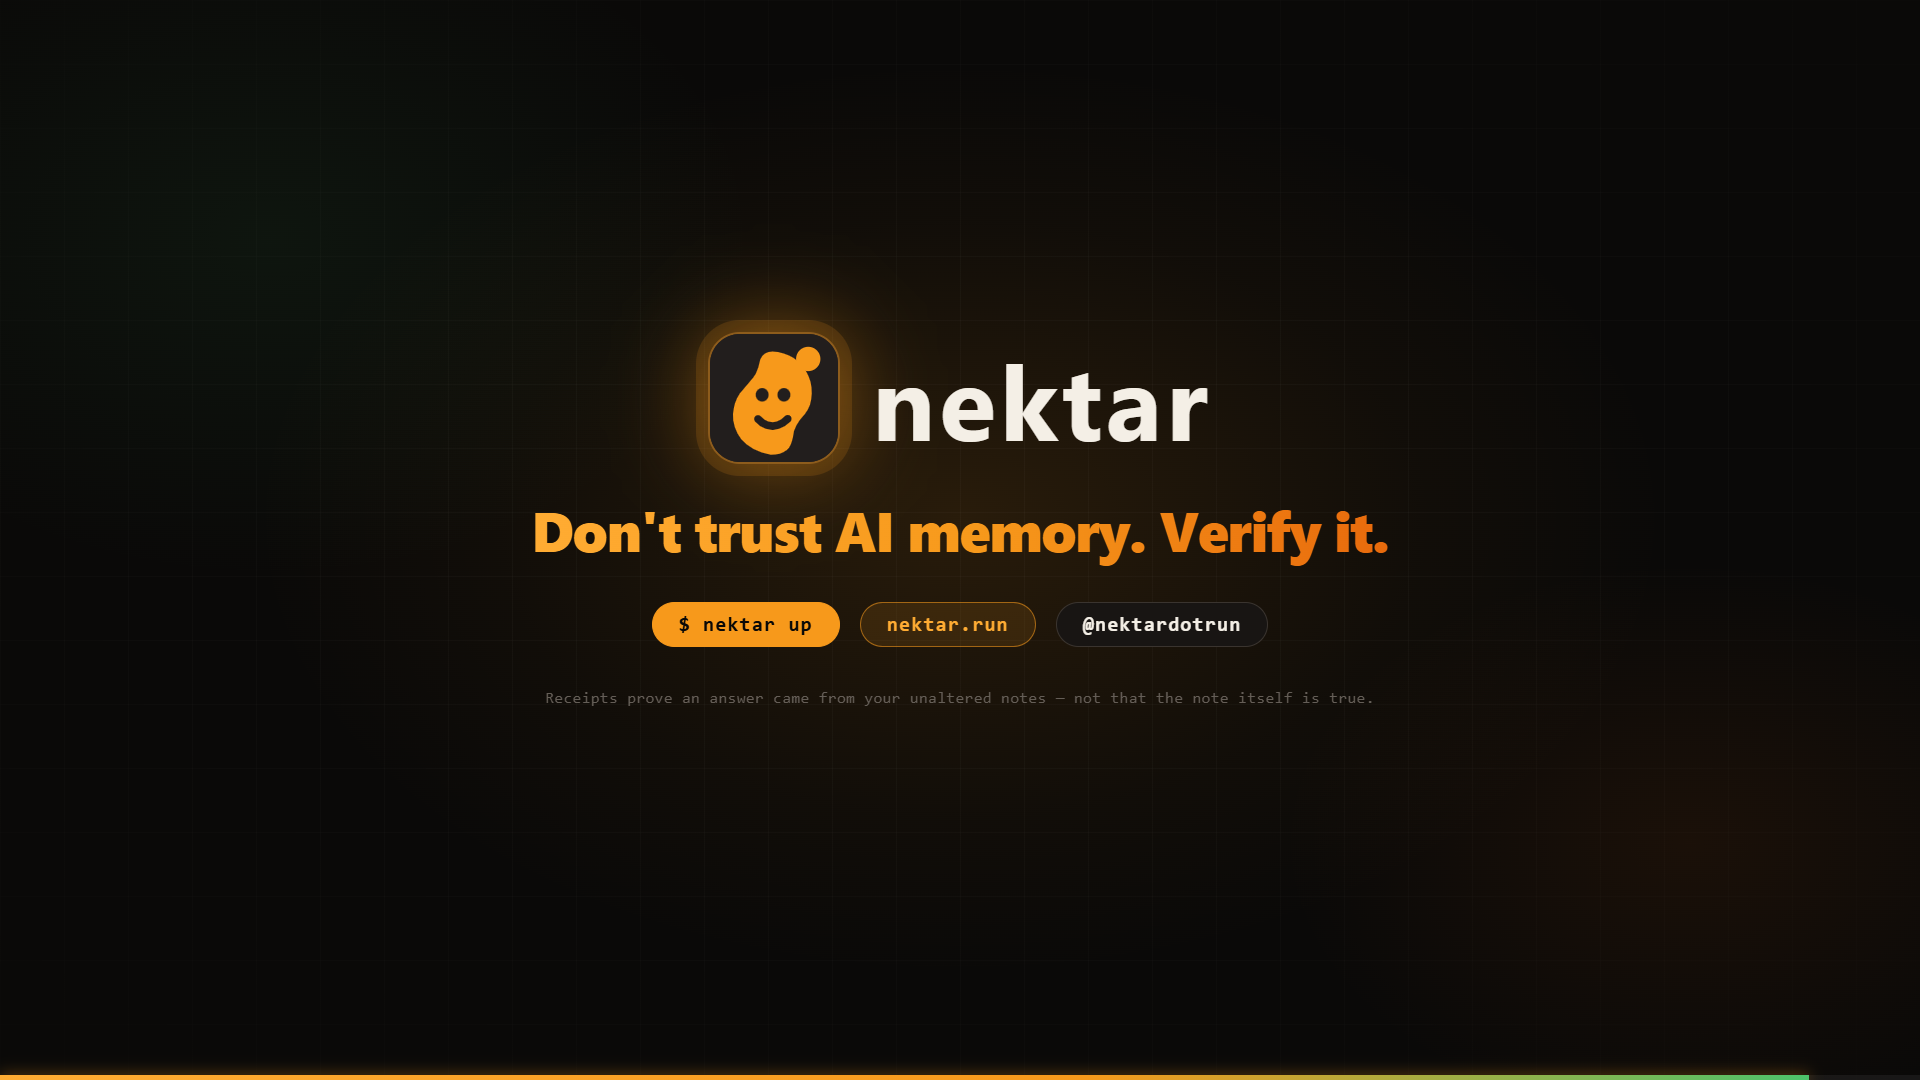 nektar
Don't trust AI memory. Verify it.
$ nektar up
nektar.run
@nektardotrun
Receipts prove an answer came from your unaltered notes — not that the note itself is true.